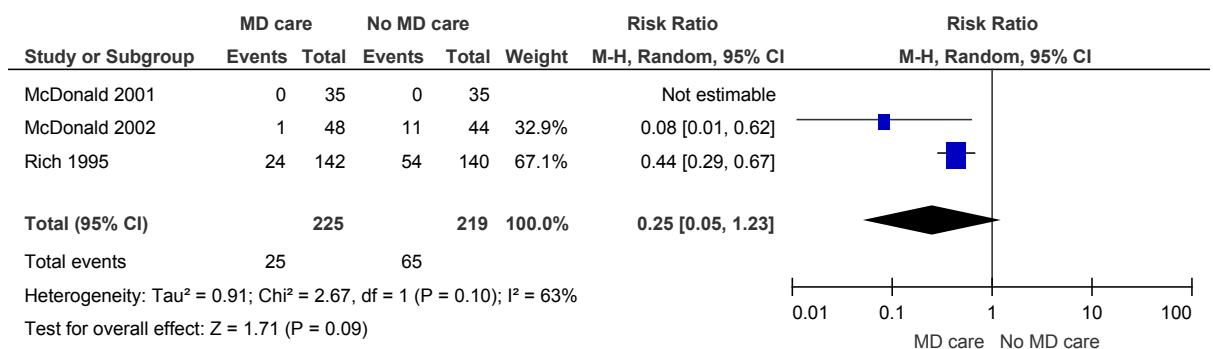 MD care No MD care Risk Ratio Risk Ratio
Study or Subgroup Events Total Events Total Weight M-H, Random, 95% CI M-H, Random, 95% CI
McDonald 2001 0 35 0 35 Not estimable
McDonald 2002 1 48 11 44 32.9% 0.08 [0.01, 0.62]
Rich 1995 24 142 54 140 67.1% 0.44 [0.29, 0.67]
Total (95% CI) 225 219 100.0% 0.25 [0.05, 1.23]
Total events 25 65
Heterogeneity: Tau² = 0.91; Chi² = 2.67, df = 1 (P = 0.10); I² = 63%
Test for overall effect: Z = 1.71 (P = 0.09)
0.01 0.1 1 10 100
MD care No MD care